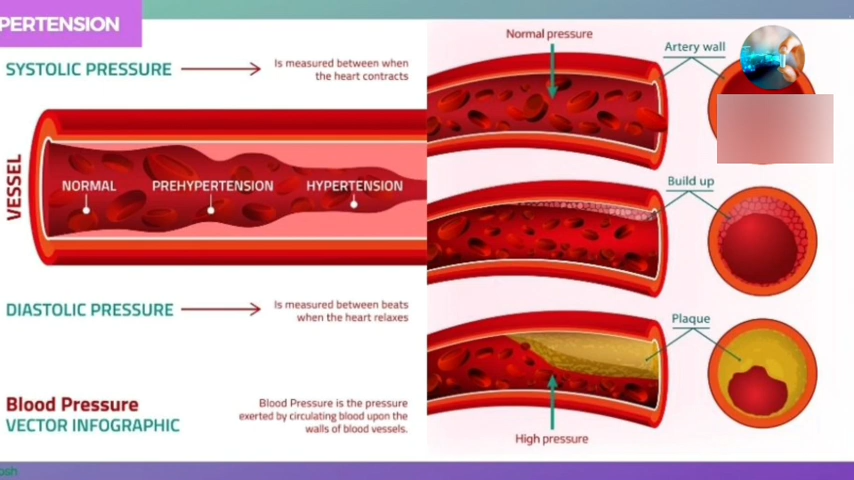 PERTENSION
SYSTOLIC PRESSURE
Is measured between when
the heart contracts
VESSEL
NORMAL
PREHYPERTENSION
HYPERTENSION
DIASTOLIC PRESSURE
Is measured between beats
when the heart relaxes
Blood Pressure
VECTOR INFOGRAPHIC
Blood Pressure is the pressure
exerted by circulating blood upon the
walls of blood vessels.
Normal pressure
Artery wall
Build up
Plaque
High pressure
osh